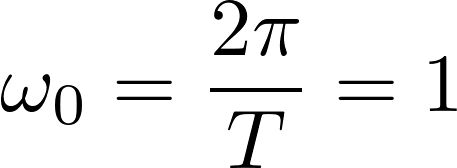 ω₀ = 2π/T = 1